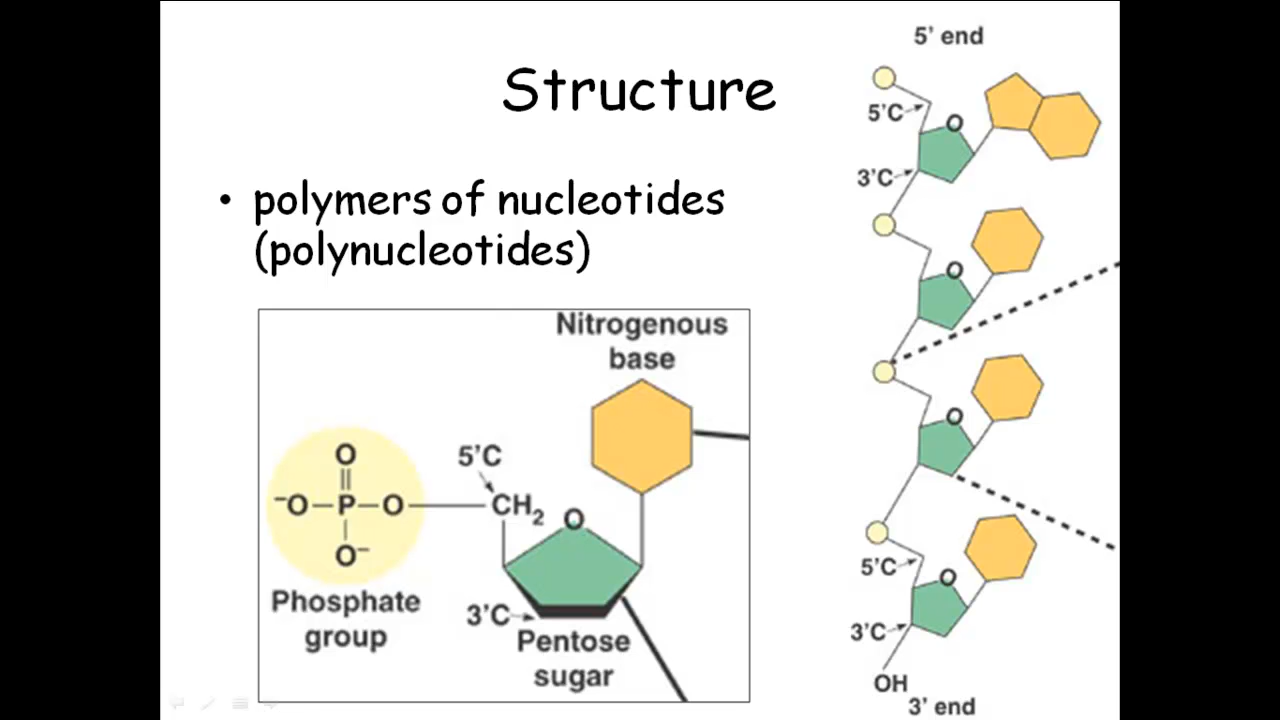 Structure
• polymers of nucleotides
(polynucleotides)
Nitrogenous
base
5'C
O
⁻O–P–O
CH₂
O
O⁻
Phosphate
group
3'C
Pentose
sugar
5' end
5'C
O
3'C
O
O
5'C
O
3'C
OH
3' end